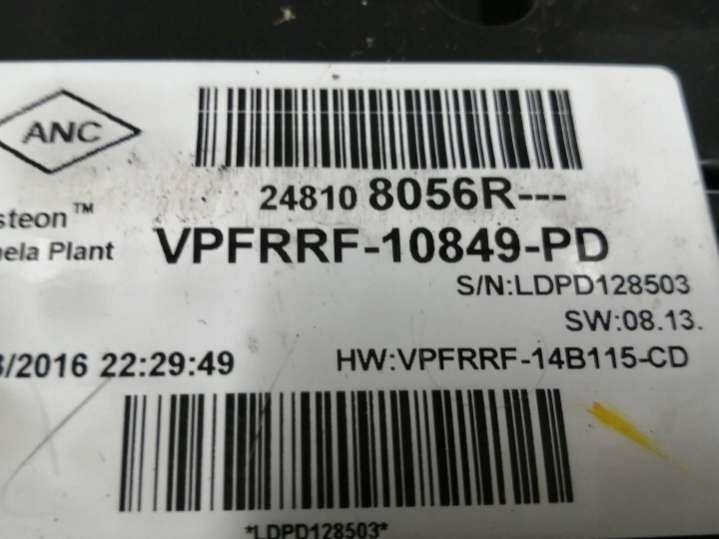 ANC
24810 8056R---
steon™
ela Plant
VPFRRF-10849-PD
S/N:LDPD128503
SW:08.13.
/2016 22:29:49
HW:VPFRRF-14B115-CD
*LDPD128503*